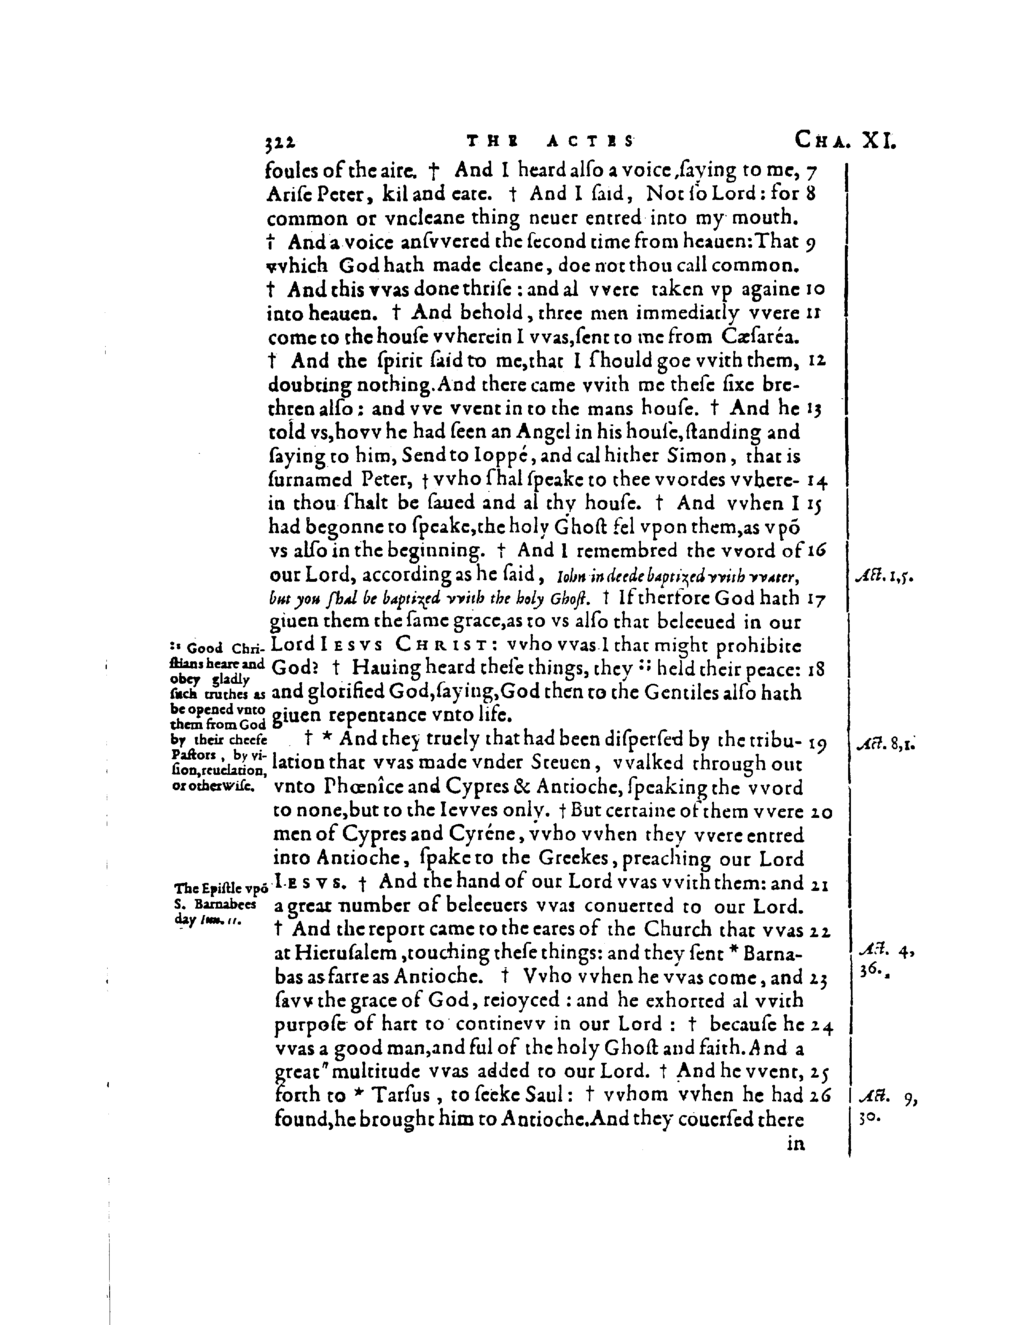 322 THE ACTES CHA. XI.
foules of the aire. † And I heard alſo a voice, ſaying to me, 7
Ariſe Peter, kil and eate. † And I ſaid, Not ſo Lord: for 8
common or vncleane thing neuer entred into my mouth.
† And a voice anſvvered the ſecond time from heauen: That 9
vvhich God hath made cleane, doe not thou call common.
† And this vvas done thriſe: and al vvere taken vp againe 10
into heauen. † And behold, three men immediatly vvere 11
come to the houſe vvherein I vvas, ſent to me from Cæſaréa.
† And the ſpirit ſaid to me, that I ſhould goe vvith them, 12
doubting nothing. And there came vvith me theſe ſixe bre-
thren alſo: and vve vvent in to the mans houſe. † And he 13
told vs, hovv he had ſeen an Angel in his houſe, ſtanding and
ſaying to him, Send to Ioppé, and cal hither Simon, that is
ſurnamed Peter, † vvho ſhal ſpeake to thee vvordes vvhere- 14
in thou ſhalt be ſaued and al thy houſe. † And vvhen I 15
had begonne to ſpeake, the holy Ghoſt fel vpon them, as vpõ
vs alſo in the beginning. † And I remembred the vvord of 16
our Lord, according as he ſaid, Iohn in deede baptized vvith vvater, Act. 1,5.
but you ſhal be baptized vvith the holy Ghoſt. † If therfore God hath 17
giuen them the ſame grace, as to vs alſo that beleeued in our
Lord IESVS CHRIST: vvho vvas I that might prohibite
God? † Hauing heard theſe things, they :: held their peace: 18
and glorified God, ſaying, God then to the Gentiles alſo hath
giuen repentance vnto life.
:: Good Chri-
ſtians heare and
obey gladly
ſuch truthes as
be opened vnto
them from God
by their cheefe
Paſtors, by vi-
ſion, reuelation,
or otherwiſe.
† * And they truely that had been diſperſed by the tribu- 19 Act. 8,1.
lation that vvas made vnder Steuen, vvalked through out
vnto Phœnîce and Cypres & Antioche, ſpeaking the vvord
to none, but to the Ievves only. † But certaine of them vvere 20
men of Cypres and Cyréne, vvho vvhen they vvere entred
into Antioche, ſpake to the Greekes, preaching our Lord
IESVS. † And the hand of our Lord vvas vvith them: and 21
a great number of beleeuers vvas conuerted to our Lord.
The Epiſtle vpõ
S. Barnabees
day Iun. 11.
† And the report came to the eares of the Church that vvas 22
at Hieruſalem, touching theſe things: and they ſent * Barna- Act. 4,
bas as farre as Antioche. † Vvho vvhen he vvas come, and 23 36.
ſavv the grace of God, reioyced: and he exhorted al vvith
purpoſe of hart to continevv in our Lord: † becauſe he 24
vvas a good man, and ful of the holy Ghoſt and faith. And a
great " multitude vvas added to our Lord. † And he vvent, 25
forth to * Tarſus, to ſeeke Saul: † vvhom vvhen he had 26 Act. 9,
found, he brought him to Antioche. And they cõuerſed there 30.
in